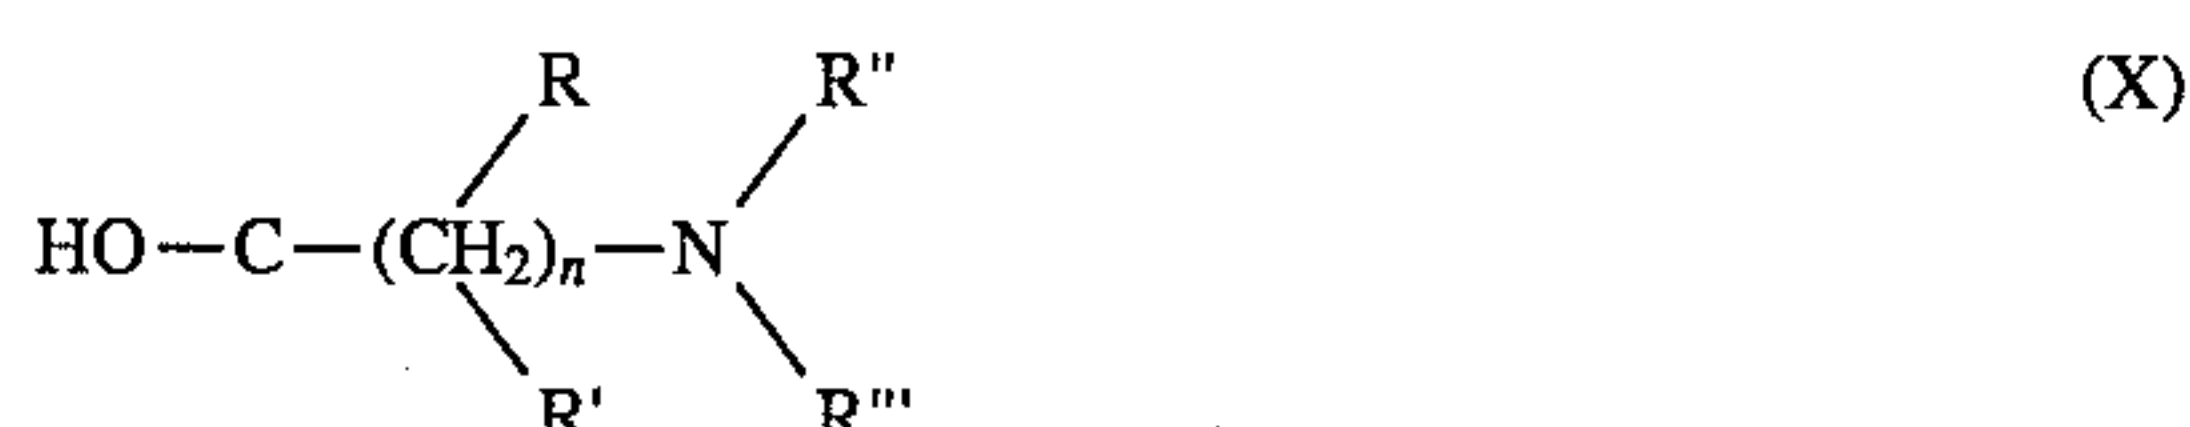 R R" (X)
HO—C—(CH₂)ₙ—N
R' R"'